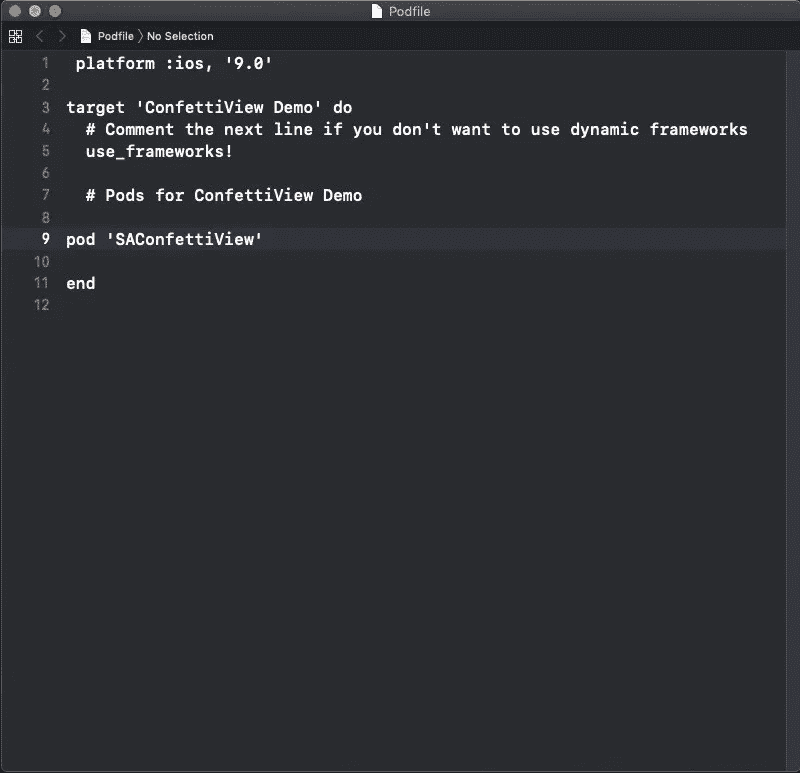 Podfile
Podfile 〉No Selection
1 platform :ios, '9.0'
2
3 target 'ConfettiView Demo' do
4 # Comment the next line if you don't want to use dynamic frameworks
5 use_frameworks!
6
7 # Pods for ConfettiView Demo
8
9 pod 'SAConfettiView'
10
11 end
12